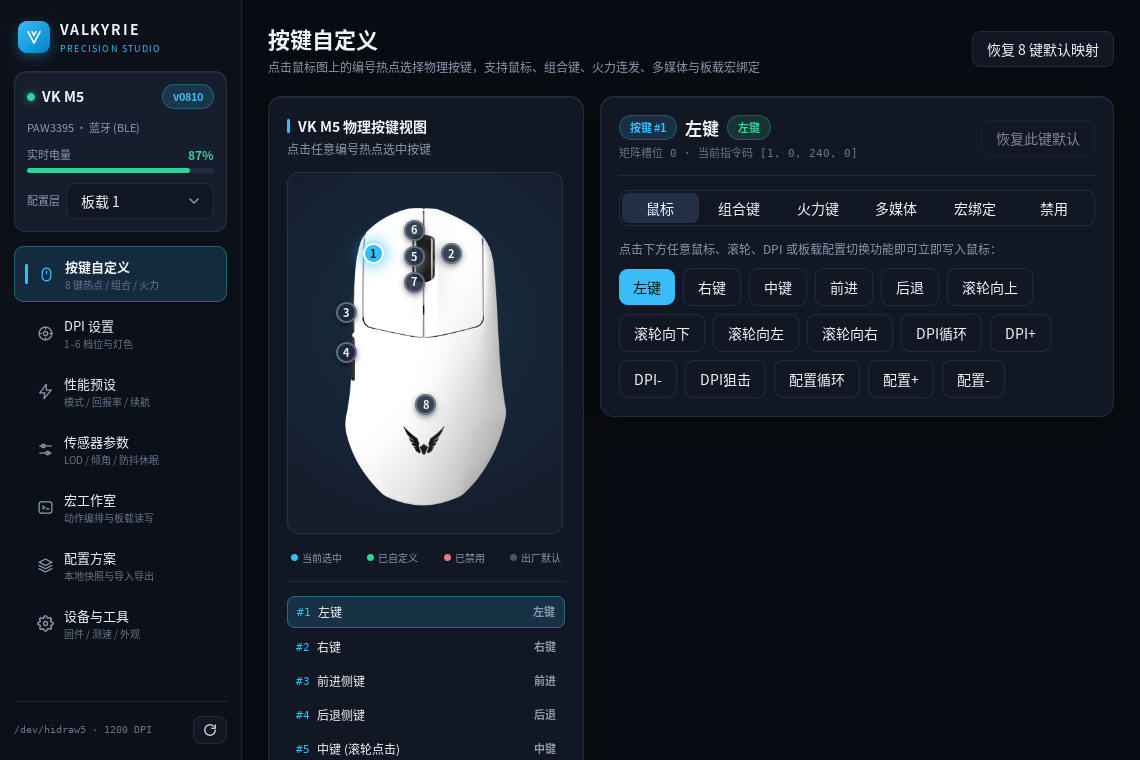 VALKYRIE
PRECISION STUDIO
VK M5
v0810
PAW3395 · 蓝牙 (BLE)
实时电量
87%
配置层
板载 1
按键自定义
8 键热点 / 组合 / 火力
DPI 设置
1–6 档位与灯色
性能预设
模式 / 回报率 / 续航
传感器参数
LOD / 倾角 / 防抖休眠
宏工作室
动作编排与板载读写
配置方案
本地快照与导入导出
设备与工具
固件 / 测速 / 外观
/dev/hidraw5 · 1200 DPI
按键自定义
点击鼠标图上的编号热点选择物理按键，支持鼠标、组合键、火力连发、多媒体与板载宏绑定
恢复 8 键默认映射
VK M5 物理按键视图
点击任意编号热点选中按键
6
1
5
2
7
3
4
8
当前选中
已自定义
已禁用
出厂默认
#1 左键 左键
#2 右键 右键
#3 前进侧键 前进
#4 后退侧键 后退
#5 中键 (滚轮点击) 中键
按键 #1
左键
左键
矩阵槽位 0 · 当前指令码 [1, 0, 240, 0]
恢复此键默认
鼠标
组合键
火力键
多媒体
宏绑定
禁用
点击下方任意鼠标、滚轮、DPI 或板载配置切换功能即可立即写入鼠标：
左键
右键
中键
前进
后退
滚轮向上
滚轮向下
滚轮向左
滚轮向右
DPI循环
DPI+
DPI-
DPI狙击
配置循环
配置+
配置-